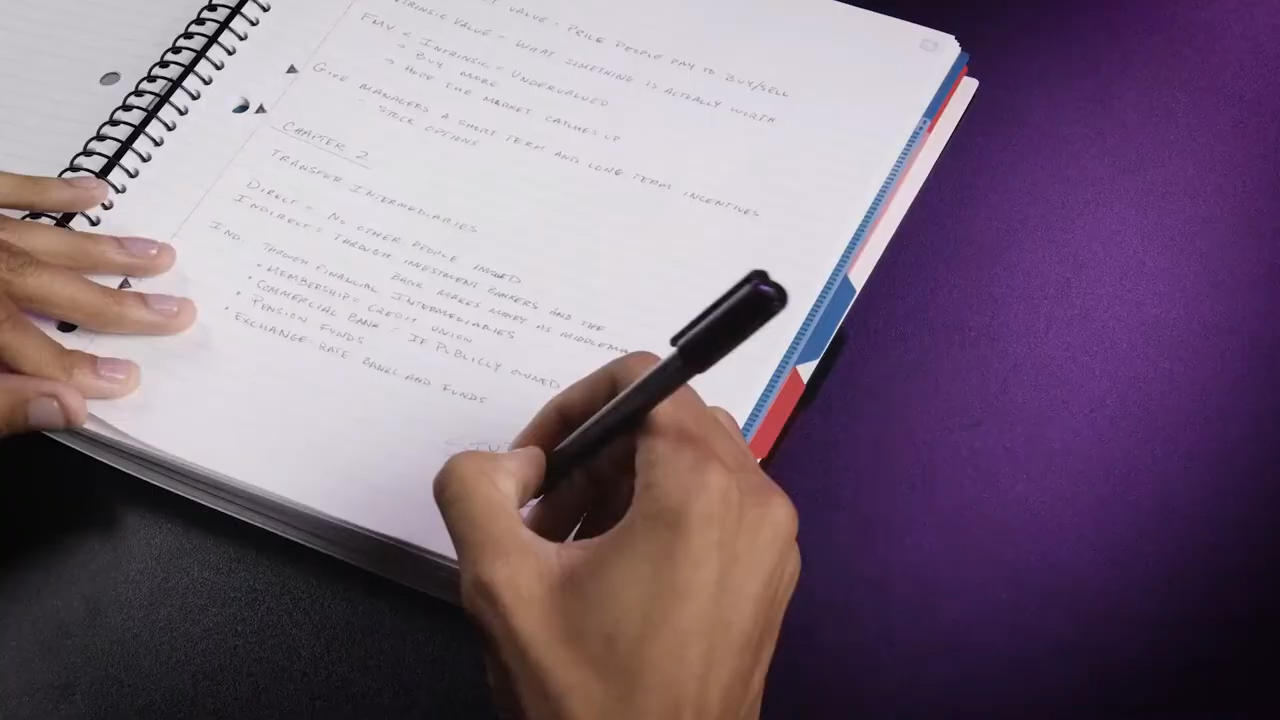 VALUE = PRICE PEOPLE PAY TO BUY/SELL
INTRINSIC VALUE = WHAT SOMETHING IS ACTUALLY WORTH
FMV < INTRINSIC = UNDERVALUED
→ BUY MORE
→ HOPE THE MARKET CATCHES UP
GIVE MANAGERS A SHORT TERM AND LONG TERM INCENTIVES
- STOCK OPTIONS
CHAPTER 2
TRANSFER INTERMEDIARIES
DIRECT = NO OTHER PEOPLE INVOLVED
INDIRECT = THROUGH INVESTMENT BANKERS AND THE
BANK MAKES MONEY AS MIDDLEMA
IND. THROUGH FINANCIAL INTERMEDIARIES
• MEMBERSHIP = CREDIT UNION
• COMMERCIAL BANK = IF PUBLICLY OWNED
• PENSION FUNDS
• EXCHANGE RATE BANKS AND FUNDS